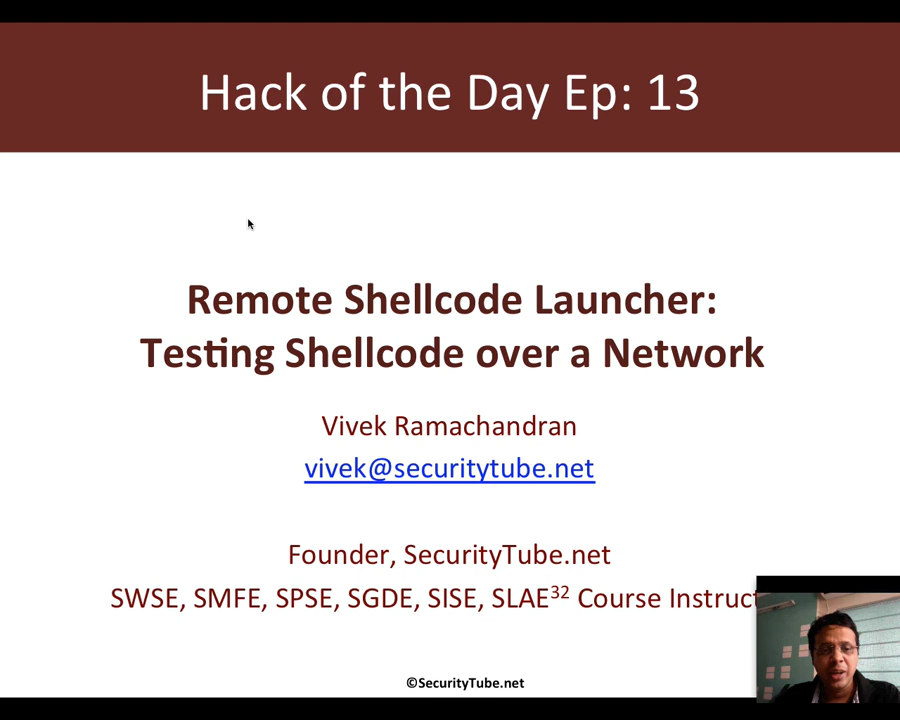 Hack of the Day Ep: 13
Remote Shellcode Launcher:
Testing Shellcode over a Network
Vivek Ramachandran
vivek@securitytube.net
Founder, SecurityTube.net
SWSE, SMFE, SPSE, SGDE, SISE, SLAE³² Course Instruct
©SecurityTube.net